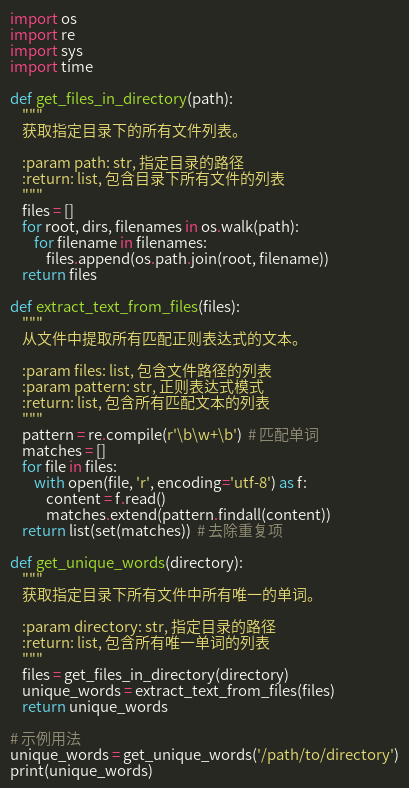 import os
import re
import sys
import time

def get_files_in_directory(path):
    """
    获取指定目录下的所有文件列表。

    :param path: str, 指定目录的路径
    :return: list, 包含目录下所有文件的列表
    """
    files = []
    for root, dirs, filenames in os.walk(path):
        for filename in filenames:
            files.append(os.path.join(root, filename))
    return files

def extract_text_from_files(files):
    """
    从文件中提取所有匹配正则表达式的文本。

    :param files: list, 包含文件路径的列表
    :param pattern: str, 正则表达式模式
    :return: list, 包含所有匹配文本的列表
    """
    pattern = re.compile(r'\b\w+\b')  # 匹配单词
    matches = []
    for file in files:
        with open(file, 'r', encoding='utf-8') as f:
            content = f.read()
            matches.extend(pattern.findall(content))
    return list(set(matches))  # 去除重复项

def get_unique_words(directory):
    """
    获取指定目录下所有文件中所有唯一的单词。

    :param directory: str, 指定目录的路径
    :return: list, 包含所有唯一单词的列表
    """
    files = get_files_in_directory(directory)
    unique_words = extract_text_from_files(files)
    return unique_words

# 示例用法
unique_words = get_unique_words('/path/to/directory')
print(unique_words)